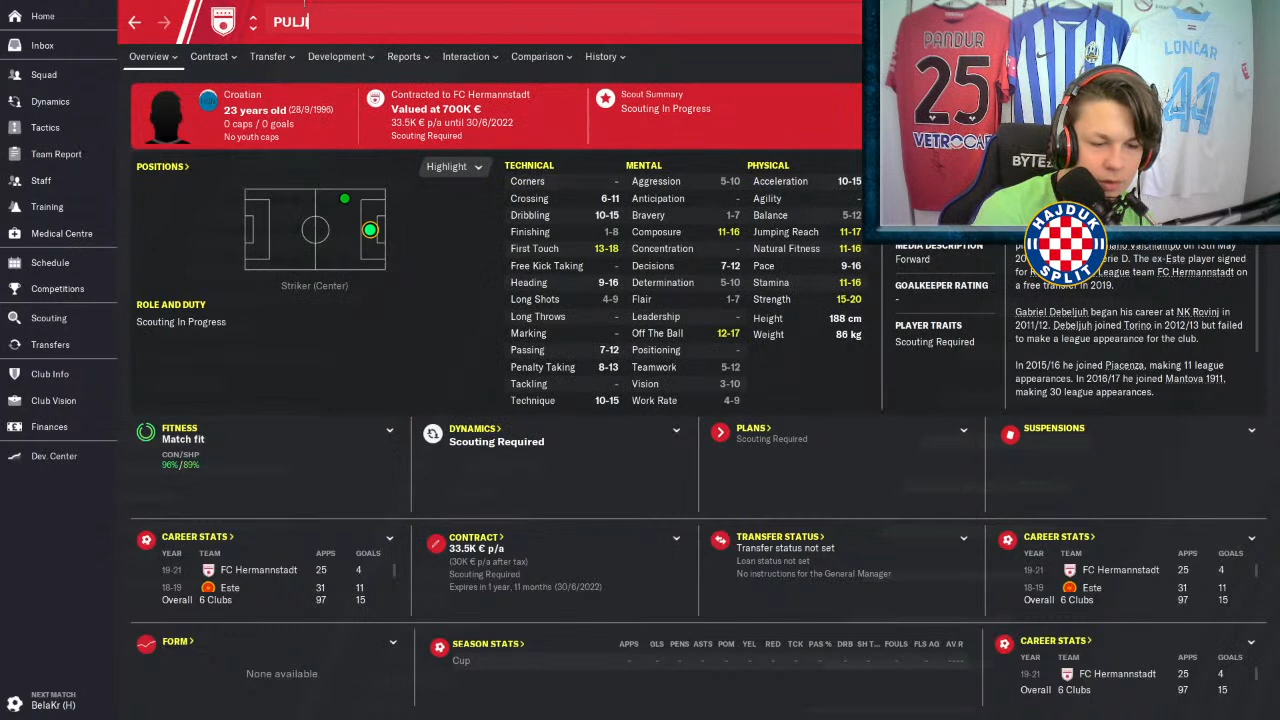 Home
Inbox
Squad
Dynamics
Tactics
Team Report
Staff
Training
Medical Centre
Schedule
Competitions
Scouting
Transfers
Club Info
Club Vision
Finances
Dev. Center
NEXT MATCH
BelaKr (H)
PULJI
Overview
Contract
Transfer
Development
Reports
Interaction
Comparison
History
Croatian
23 years old (28/9/1996)
0 caps / 0 goals
No youth caps
Contracted to FC Hermannstadt
Valued at 700K €
33.5K € p/a until 30/6/2022
Scouting Required
Scout Summary
Scouting In Progress
POSITIONS >
Highlight
Striker (Center)
ROLE AND DUTY
Scouting In Progress
TECHNICAL
Corners -
Crossing 6-11
Dribbling 10-15
Finishing 1-8
First Touch 13-18
Free Kick Taking -
Heading 9-16
Long Shots 4-9
Long Throws -
Marking -
Passing 7-12
Penalty Taking 8-13
Tackling -
Technique 10-15
MENTAL
Aggression 5-10
Anticipation -
Bravery 1-7
Composure 11-16
Concentration -
Decisions 7-12
Determination 5-10
Flair 1-7
Leadership -
Off The Ball 12-17
Positioning -
Teamwork 5-12
Vision 3-10
Work Rate 4-9
PHYSICAL
Acceleration 10-15
Agility -
Balance 5-12
Jumping Reach 11-17
Natural Fitness 11-16
Pace 9-16
Stamina 11-16
Strength 15-20
Height 188 cm
Weight 86 kg
MEDIA DESCRIPTION
Forward
GOALKEEPER RATING
-
PLAYER TRAITS
Scouting Required
on 13th May
erie D. The ex-Este player signed
League team FC Hermannstadt on
a free transfer in 2019.
Gabriel Debeljuh began his career at NK Rovinj in
2011/12. Debeljuh joined Torino in 2012/13 but failed
to make a league appearance for the club.
In 2015/16 he joined Piacenza, making 11 league
appearances. In 2016/17 he joined Mantova 1911,
making 30 league appearances.
PANDUR
25
VETROCAR
LONČAR
44
HAJDUK
SPLIT
FITNESS
Match fit
CON/SHP
96%/89%
DYNAMICS >
Scouting Required
PLANS >
Scouting Required
SUSPENSIONS
CAREER STATS >
YEAR TEAM APPS GOALS
19-21 FC Hermannstadt 25 4
18-19 Este 31 11
Overall 6 Clubs 97 15
CONTRACT >
33.5K € p/a
(30K € p/a after tax)
Scouting Required
Expires in 1 year, 11 months (30/6/2022)
TRANSFER STATUS >
Transfer status not set
Loan status not set
No instructions for the General Manager
CAREER STATS >
YEAR TEAM APPS GOALS
19-21 FC Hermannstadt 25 4
18-19 Este 31 11
Overall 6 Clubs 97 15
FORM >
None available
SEASON STATS > APPS GLS PENS ASTS POM YEL RED TCK PAS % DRB SH T... FOULS FLS AG AV R
Cup - - - - - - - - - - - - - ----
CAREER STATS >
YEAR TEAM APPS GOALS
19-21 FC Hermannstadt 25 4
Overall 6 Clubs 97 15